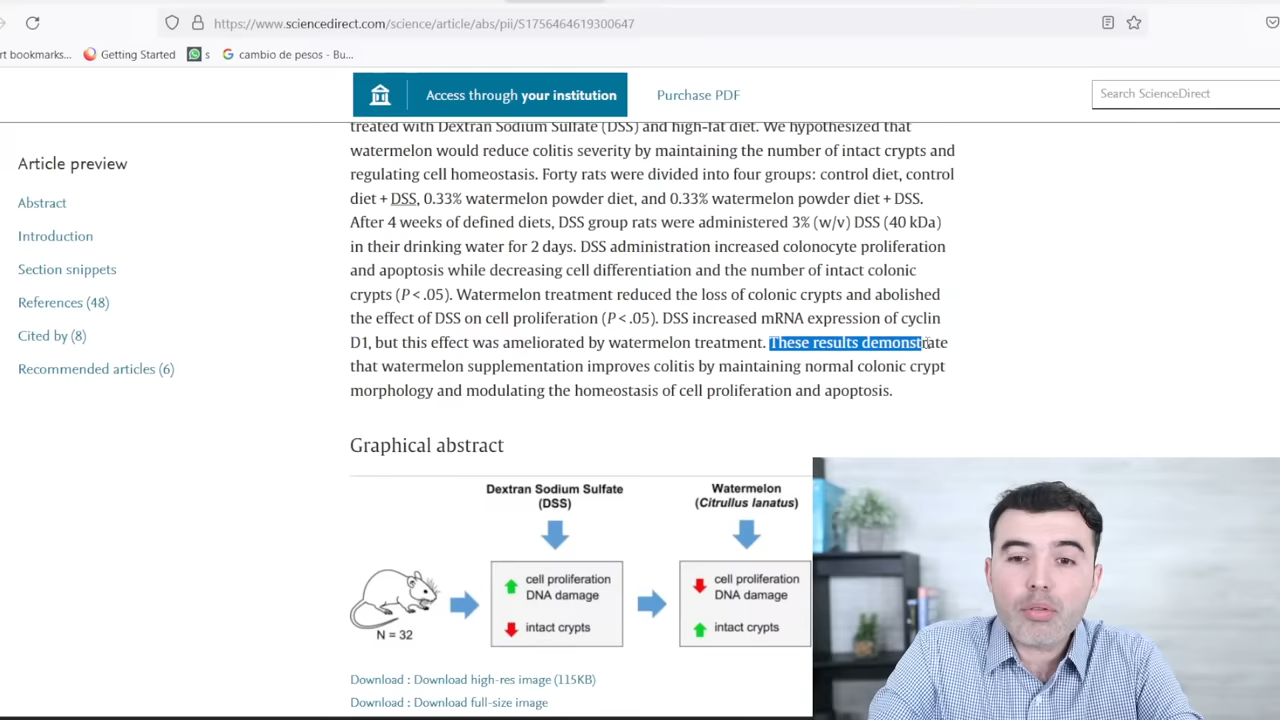 https://www.sciencedirect.com/science/article/abs/pii/S1756464619300647
rt bookmarks... Getting Started s cambio de pesos - Bu...
Access through your institution Purchase PDF Search ScienceDirect
Article preview
Abstract
Introduction
Section snippets
References (48)
Cited by (8)
Recommended articles (6)
treated with Dextran Sodium Sulfate (DSS) and high-fat diet. We hypothesized that
watermelon would reduce colitis severity by maintaining the number of intact crypts and
regulating cell homeostasis. Forty rats were divided into four groups: control diet, control
diet + DSS, 0.33% watermelon powder diet, and 0.33% watermelon powder diet + DSS.
After 4 weeks of defined diets, DSS group rats were administered 3% (w/v) DSS (40 kDa)
in their drinking water for 2 days. DSS administration increased colonocyte proliferation
and apoptosis while decreasing cell differentiation and the number of intact colonic
crypts (P < .05). Watermelon treatment reduced the loss of colonic crypts and abolished
the effect of DSS on cell proliferation (P < .05). DSS increased mRNA expression of cyclin
D1, but this effect was ameliorated by watermelon treatment. These results demonstrate
that watermelon supplementation improves colitis by maintaining normal colonic crypt
morphology and modulating the homeostasis of cell proliferation and apoptosis.
Graphical abstract
Dextran Sodium Sulfate
(DSS)
Watermelon
(Citrullus lanatus)
N = 32
cell proliferation
DNA damage
intact crypts
cell proliferation
DNA damage
intact crypts
Download : Download high-res image (115KB)
Download : Download full-size image